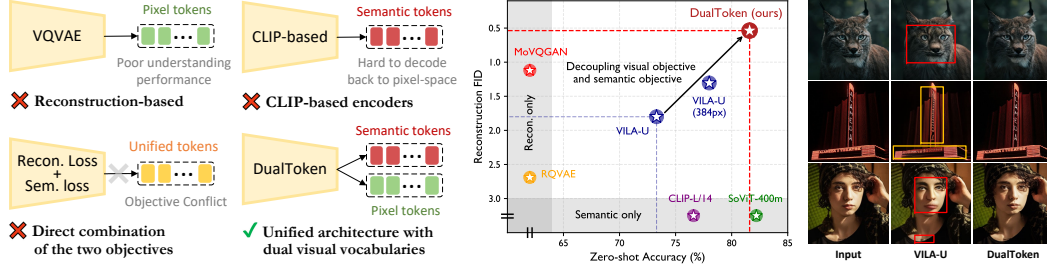 VQVAE
Pixel tokens
Poor understanding
performance
Reconstruction-based
CLIP-based
Semantic tokens
Hard to decode
back to pixel-space
CLIP-based encoders
Recon. Loss
+
Sem. loss
Unified tokens
Objective Conflict
Direct combination
of the two objectives
DualToken
Semantic tokens
Pixel tokens
Unified architecture with
dual visual vocabularies
Reconstruction FID
0.5
1.0
1.5
2.0
2.5
3.0
DualToken (ours)
MoVQGAN
Decoupling visual objective
and semantic objective
VILA-U
(384px)
VILA-U
Recon. only
RQVAE
CLIP-L/14
SoViT-400m
Semantic only
65
70
75
80
85
Zero-shot Accuracy (%)
Input
VILA-U
DualToken